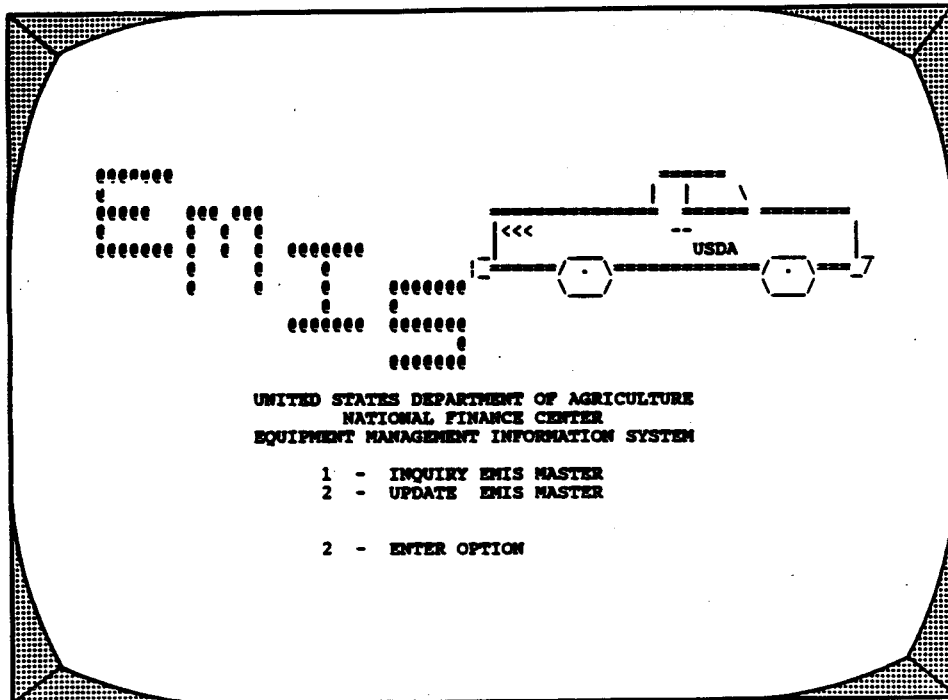 EMIS
<<<
USDA
UNITED STATES DEPARTMENT OF AGRICULTURE
NATIONAL FINANCE CENTER
EQUIPMENT MANAGEMENT INFORMATION SYSTEM
1 - INQUIRY EMIS MASTER
2 - UPDATE EMIS MASTER
2 - ENTER OPTION